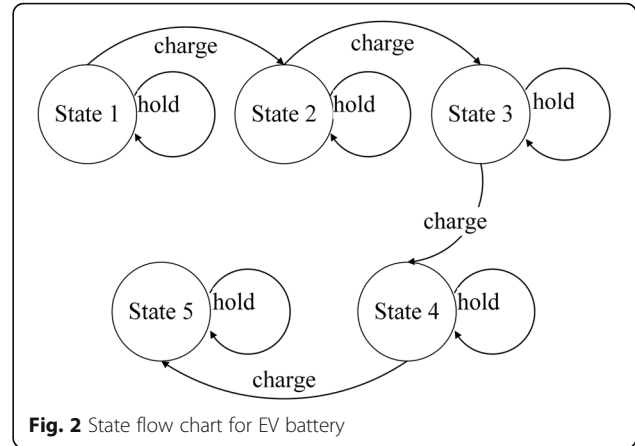 charge
charge
State 1
hold
State 2
hold
State 3
hold
charge
State 5
hold
State 4
hold
charge
Fig. 2 State flow chart for EV battery